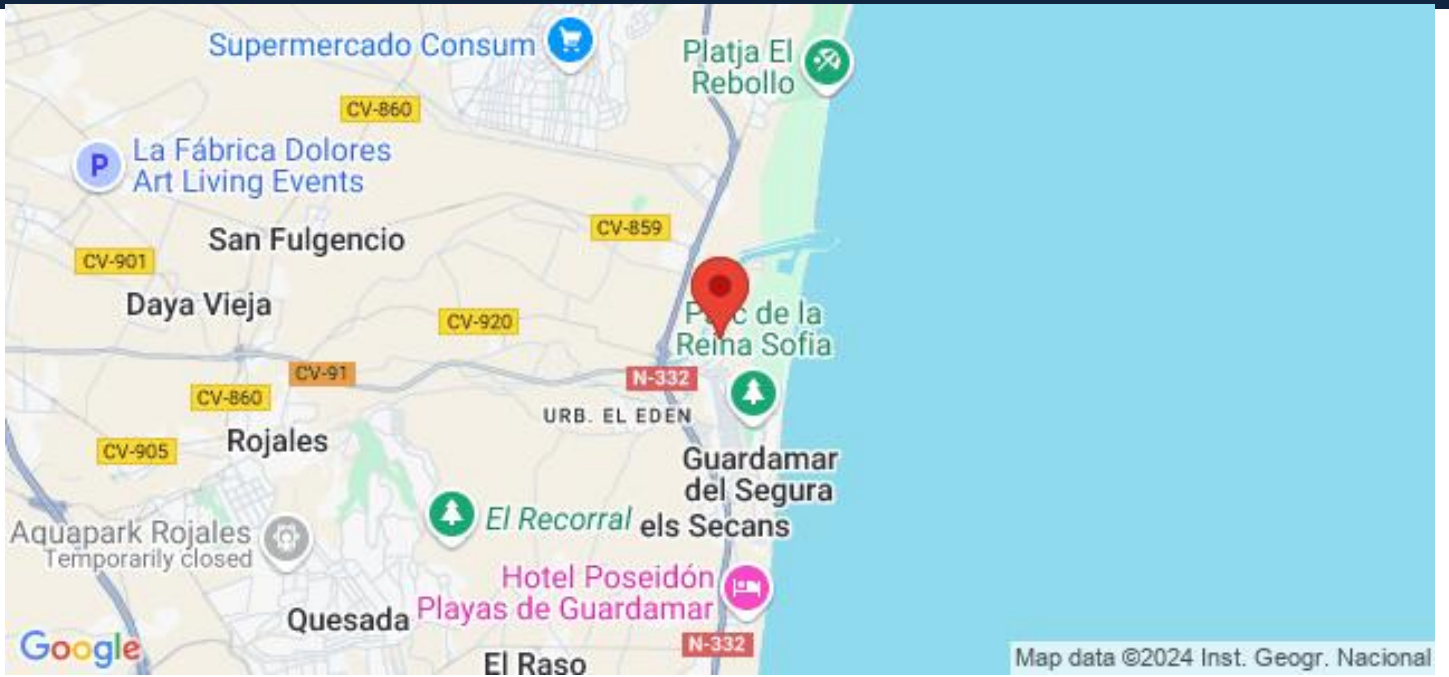 Supermercado Consum
Platja El
Rebollo
CV-860
La Fábrica Dolores
Art Living Events
P
San Fulgencio
CV-859
CV-901
Daya Vieja
CV-920
Parc de la
Reina Sofia
CV-91
N-332
CV-860
URB. EL EDEN
Rojales
CV-905
Guardamar
del Segura
El Recorral
els Secans
Aquapark Rojales
Temporarily closed
Hotel Poseidón
Playas de Guardamar
Quesada
N-332
Google
El Raso
Map data ©2024 Inst. Geogr. Nacional